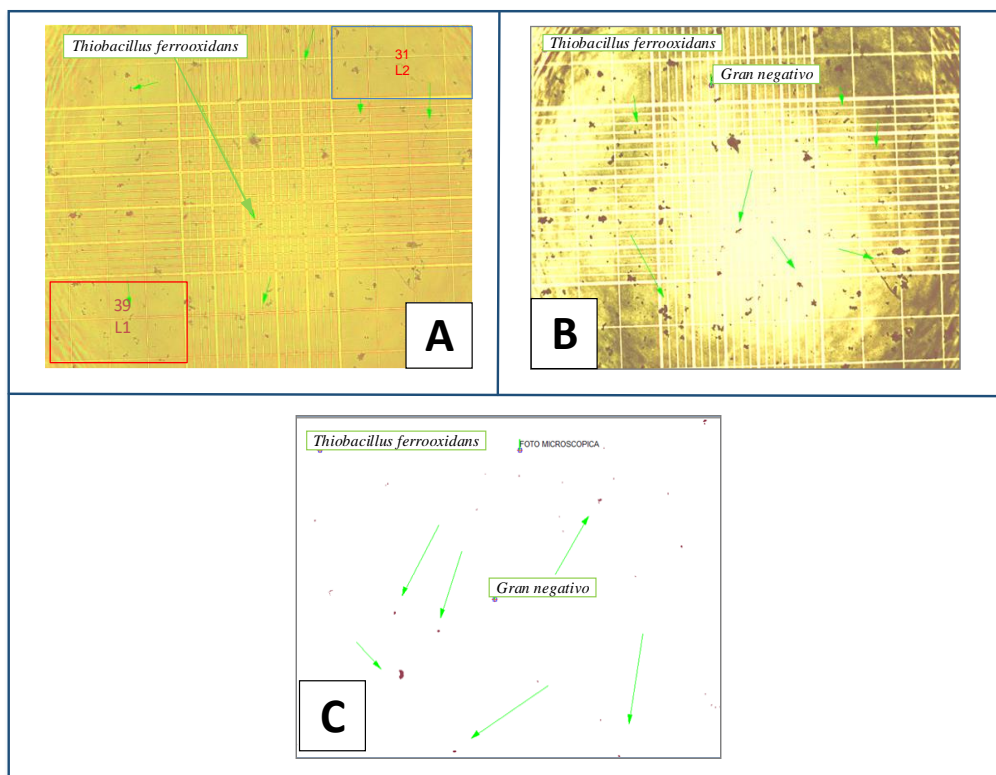 Thiobacillus ferrooxidans
31
L2
39
L1
A
Thiobacillus ferrooxidans
Gran negativo
B
Thiobacillus ferrooxidans
FOTO MICROSCOPICA
Gran negativo
C